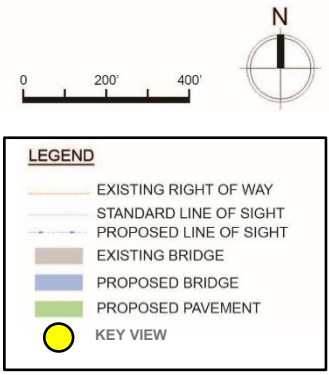 N
0 200' 400'
LEGEND
EXISTING RIGHT OF WAY
STANDARD LINE OF SIGHT
PROPOSED LINE OF SIGHT
EXISTING BRIDGE
PROPOSED BRIDGE
PROPOSED PAVEMENT
KEY VIEW